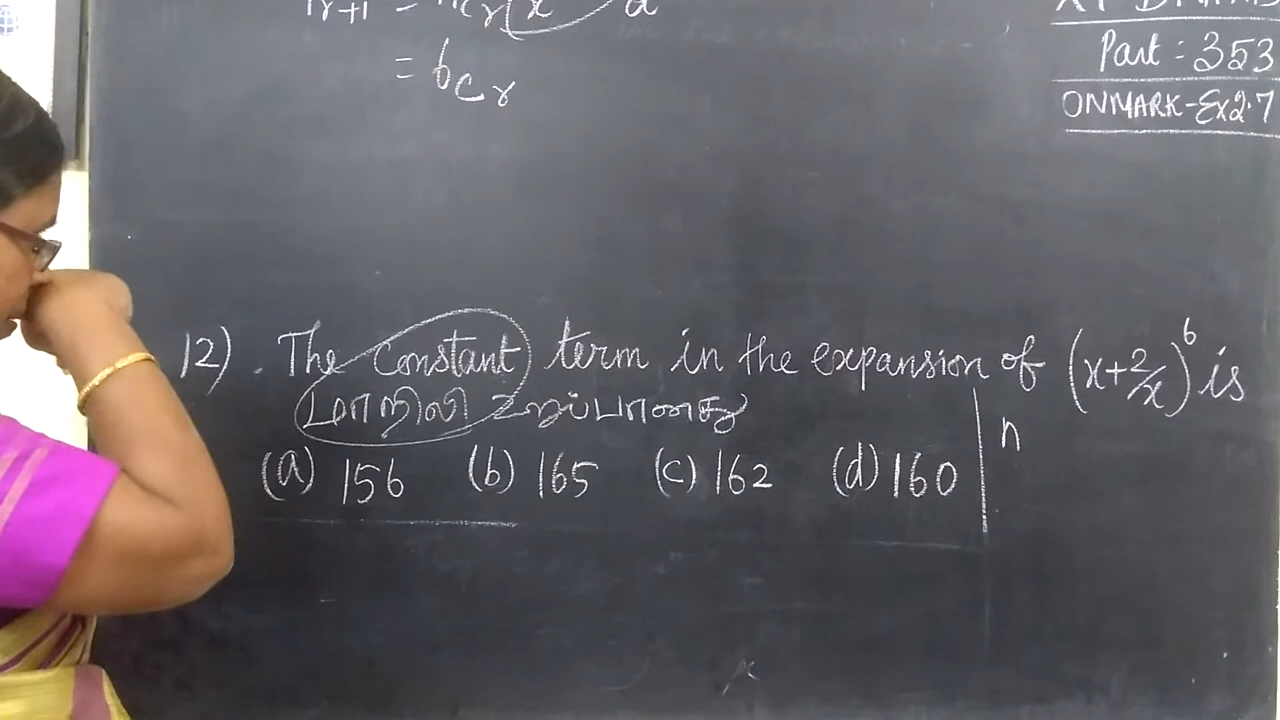 = 6Cr
Part : 353
ONMARK-Ex2.7
12) . The constant term in the expansion of (x+2/x)^6 is
மாறிலி உறுப்பானது
(a) 156 (b) 165 (c) 162 (d) 160 | n